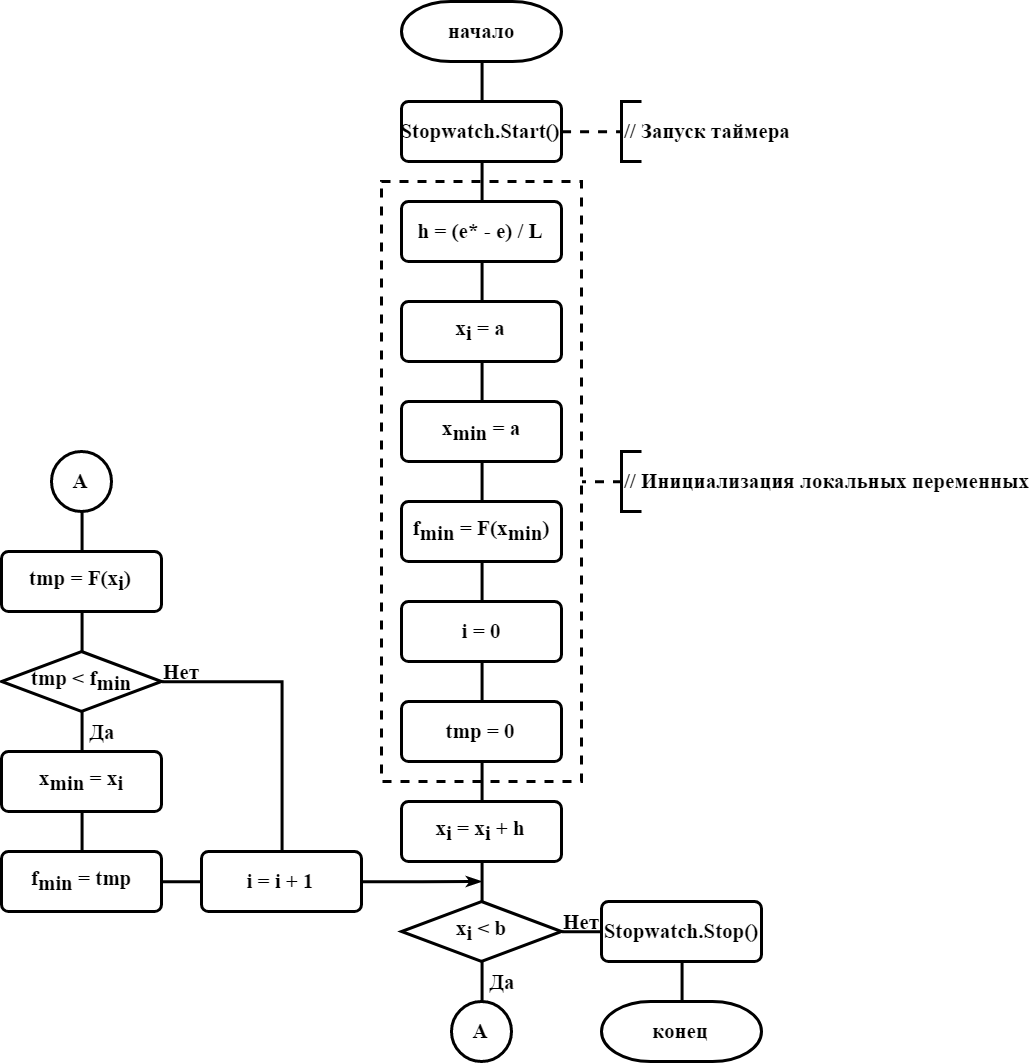 начало
Stopwatch.Start()
// Запуск таймера
h = (e* - e) / L
xi = a
xmin = a
// Инициализация локальных переменных
fmin = F(xmin)
i = 0
tmp = 0
xi = xi + h
xi < b
Нет
Да
A
Stopwatch.Stop()
конец
A
tmp = F(xi)
tmp < fmin
Нет
Да
xmin = xi
fmin = tmp
i = i + 1